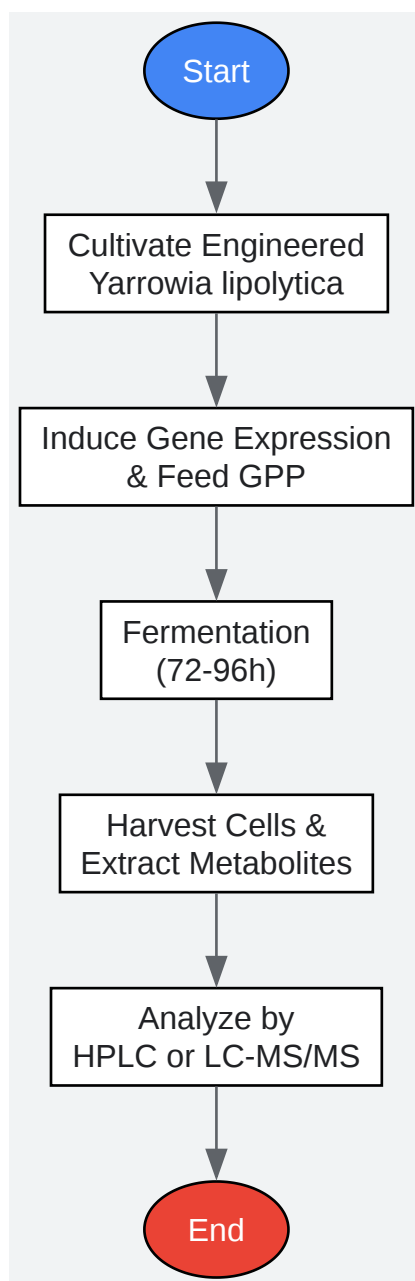 Start
Cultivate Engineered
Yarrowia lipolytica
Induce Gene Expression
& Feed GPP
Fermentation
(72-96h)
Harvest Cells &
Extract Metabolites
Analyze by
HPLC or LC-MS/MS
End